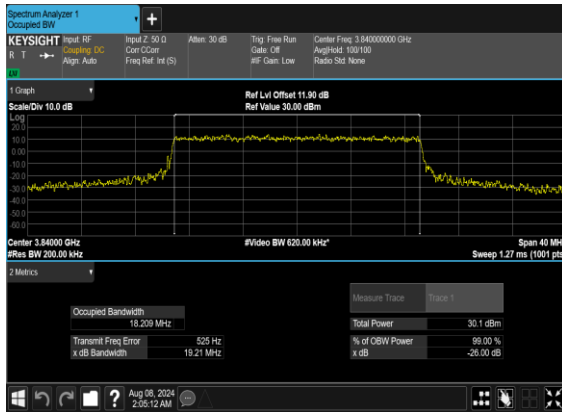 Spectrum Analyzer 1
Occupied BW
KEYSIGHT Input: RF Input Z: 50 Ω Atten: 30 dB Trig: Free Run Center Freq: 3.840000000 GHz
R T Coupling: DC Corr CCorr Gate: Off Avg|Hold: 100/100
Align: Auto Freq Ref: Int (S) #IF Gain: Low Radio Std: None
1 Graph
Ref Lvl Offset 11.90 dB
Scale/Div 10.0 dB Ref Value 30.00 dBm
Log
20.0
10.0
0.00
-10.0
-20.0
-30.0
-40.0
-50.0
-60.0
Center 3.84000 GHz #Video BW 620.00 kHz* Span 40 MH
#Res BW 200.00 kHz Sweep 1.27 ms (1001 pts
2 Metrics
Measure Trace Trace 1
Occupied Bandwidth
18.209 MHz Total Power 30.1 dBm
Transmit Freq Error 525 Hz % of OBW Power 99.00 %
x dB Bandwidth 19.21 MHz x dB -26.00 dB
? Aug 08, 2024
2:05:12 AM